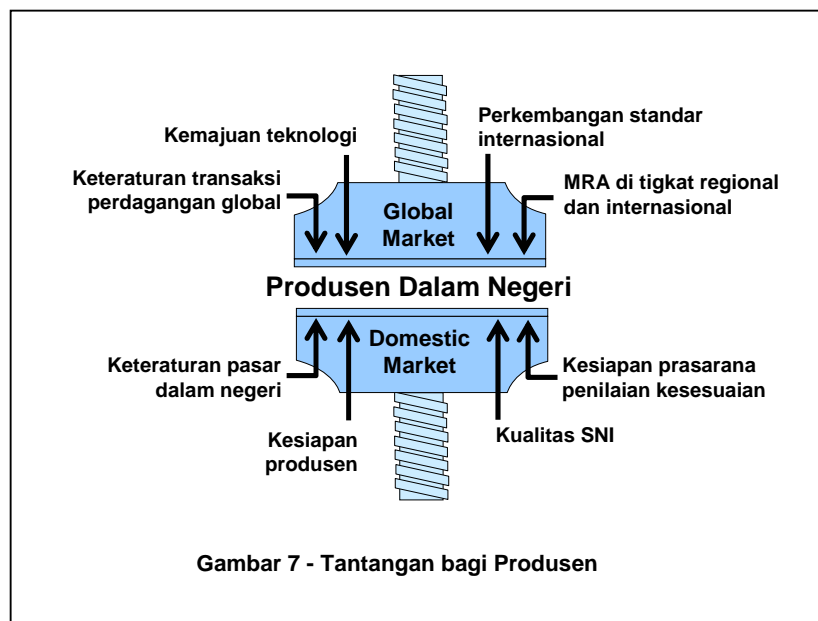 Kemajuan teknologi
Perkembangan standar
internasional
Keteraturan transaksi
perdagangan global
MRA di tigkat regional
dan internasional
Global
Market
Produsen Dalam Negeri
Domestic
Market
Keteraturan pasar
dalam negeri
Kesiapan prasarana
penilaian kesesuaian
Kesiapan
produsen
Kualitas SNI
Gambar 7 - Tantangan bagi Produsen